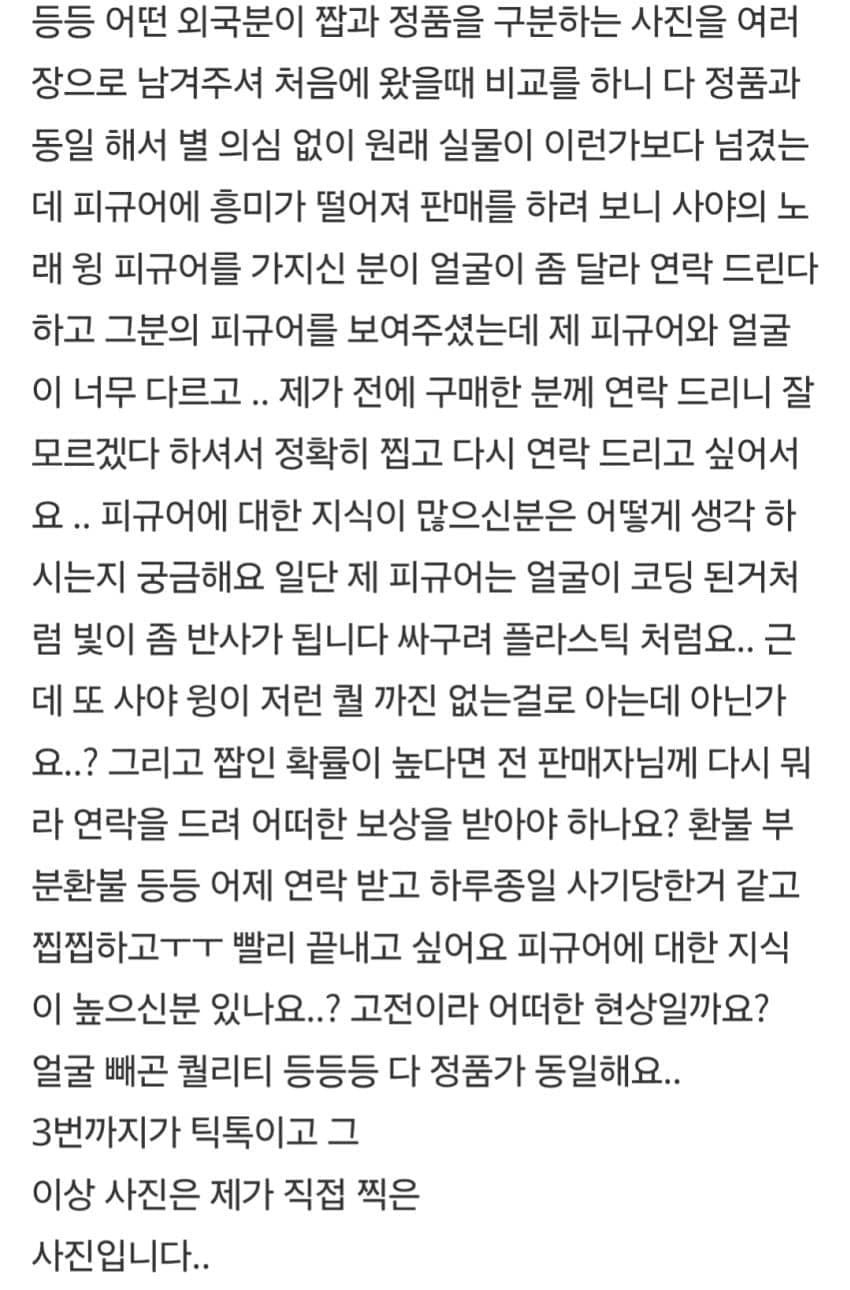 등등 어떤 외국분이 짭과 정품을 구분하는 사진을 여러
장으로 남겨주셔 처음에 왔을때 비교를 하니 다 정품과
동일 해서 별 의심 없이 원래 실물이 이런가보다 넘겼는
데 피규어에 흥미가 떨어져 판매를 하려 보니 사야의 노
래 윙 피규어를 가지신 분이 얼굴이 좀 달라 연락 드린다
하고 그분의 피규어를 보여주셨는데 제 피규어와 얼굴
이 너무 다르고 .. 제가 전에 구매한 분께 연락 드리니 잘
모르겠다 하셔서 정확히 찝고 다시 연락 드리고 싶어서
요 .. 피규어에 대한 지식이 많으신분은 어떻게 생각 하
시는지 궁금해요 일단 제 피규어는 얼굴이 코딩 된거처
럼 빛이 좀 반사가 됩니다 싸구려 플라스틱 처럼요.. 근
데 또 사야 윙이 저런 퀄 까진 없는걸로 아는데 아닌가
요..? 그리고 짭인 확률이 높다면 전 판매자님께 다시 뭐
라 연락을 드려 어떠한 보상을 받아야 하나요? 환불 부
분환불 등등 어제 연락 받고 하루종일 사기당한거 같고
찝찝하고ㅜㅜ 빨리 끝내고 싶어요 피규어에 대한 지식
이 높으신분 있나요..? 고전이라 어떠한 현상일까요?
얼굴 빼곤 퀄리티 등등등 다 정품가 동일해요..
3번까지가 틱톡이고 그
이상 사진은 제가 직접 찍은
사진입니다..